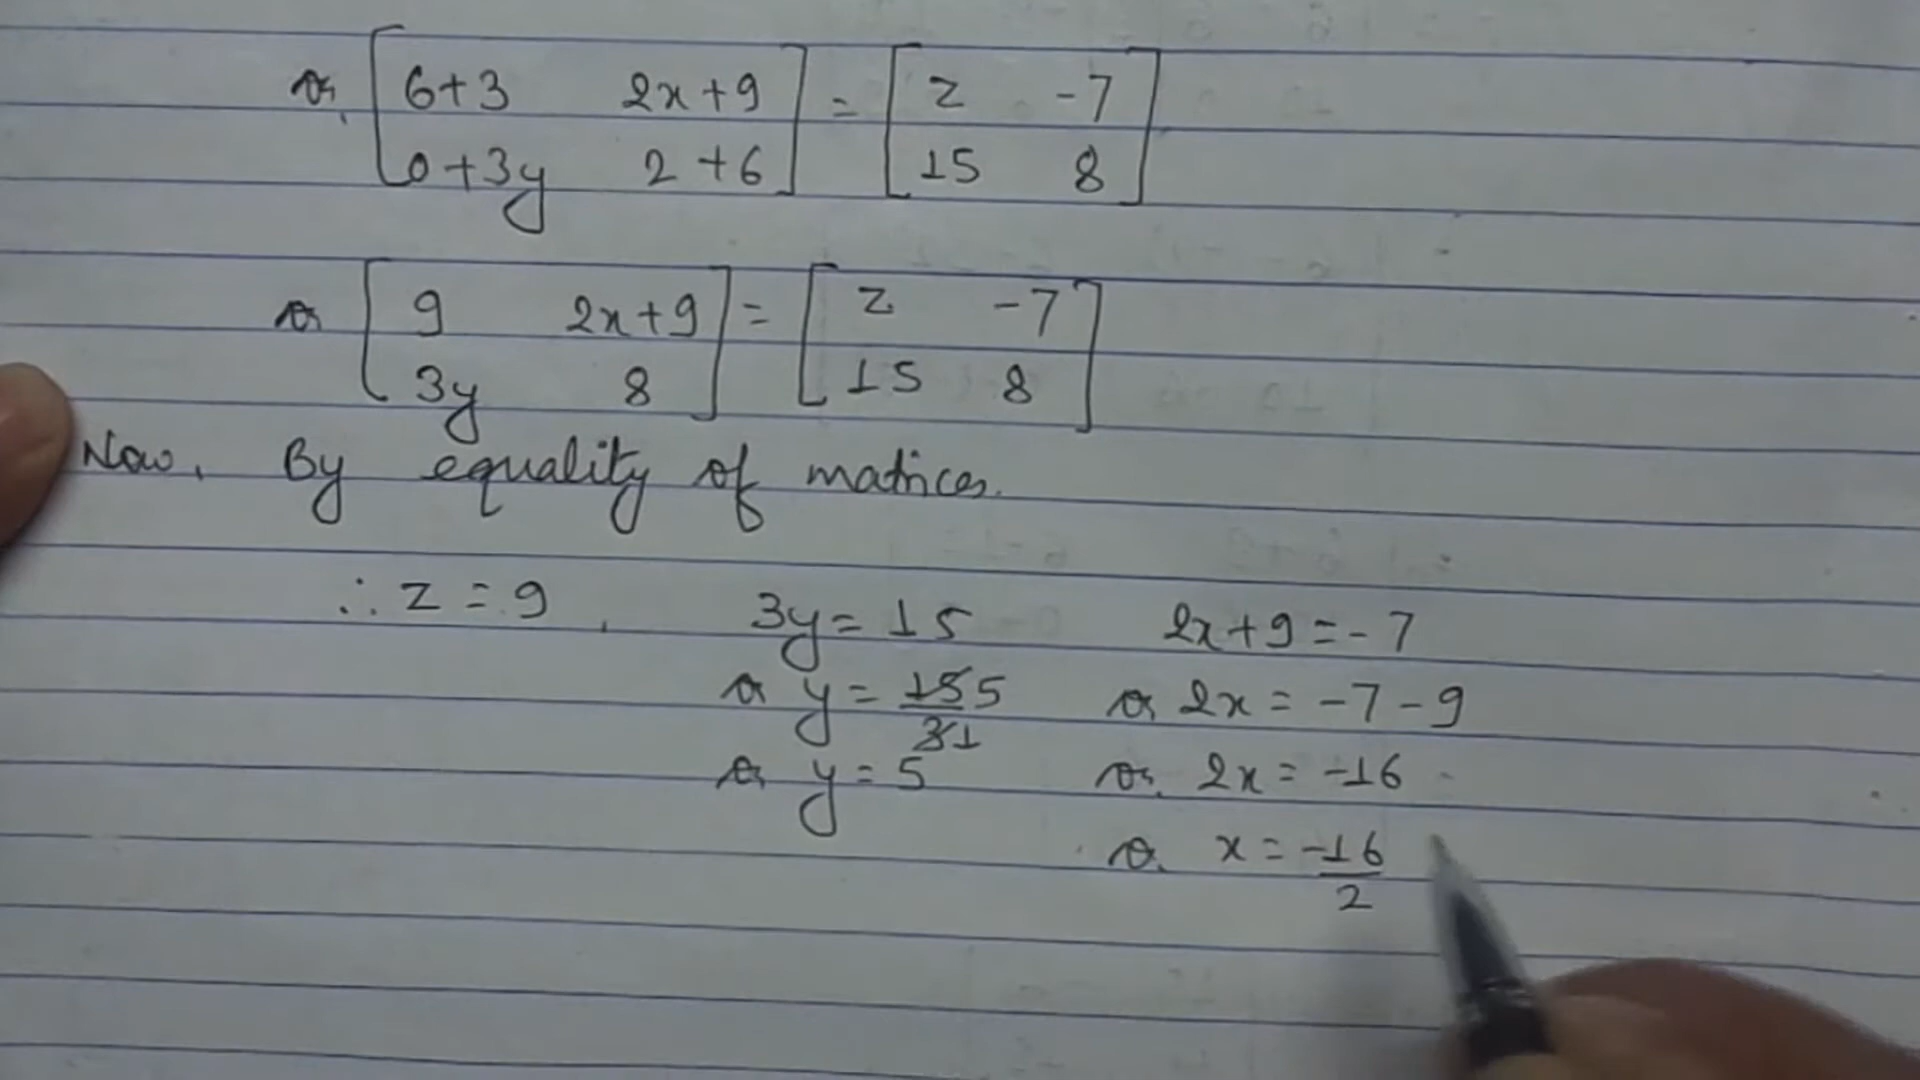 or, [ 6+3 2x+9 ] = [ z -7 ]
[ 0+3y 2+6 ] [ 15 8 ]
or [ 9 2x+9 ] = [ z -7 ]
[ 3y 8 ] [ 15 8 ]
Now, By equality of matrices.
∴ z = 9, 3y = 15 2x+9 = -7
or y = 15 5 / 3 1 or 2x = -7-9
or y = 5 or, 2x = -16
or, x = -16/2